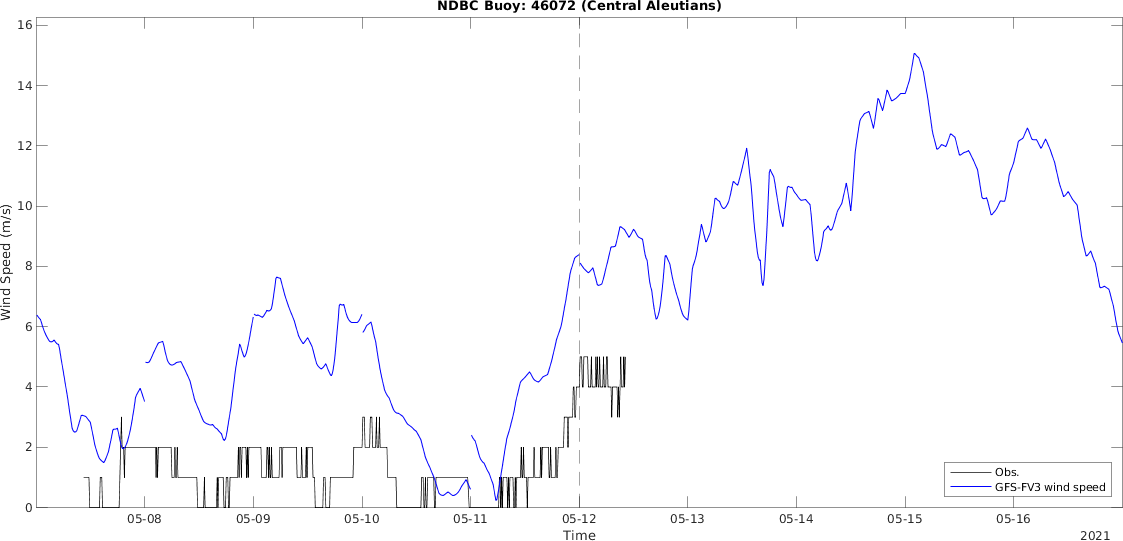 NDBC Buoy: 46072 (Central Aleutians)
16
14
12
10
8
6
4
2
0
Wind Speed (m/s)
Obs.
GFS-FV3 wind speed
05-08 05-09 05-10 05-11 05-12 05-13 05-14 05-15 05-16
Time
2021